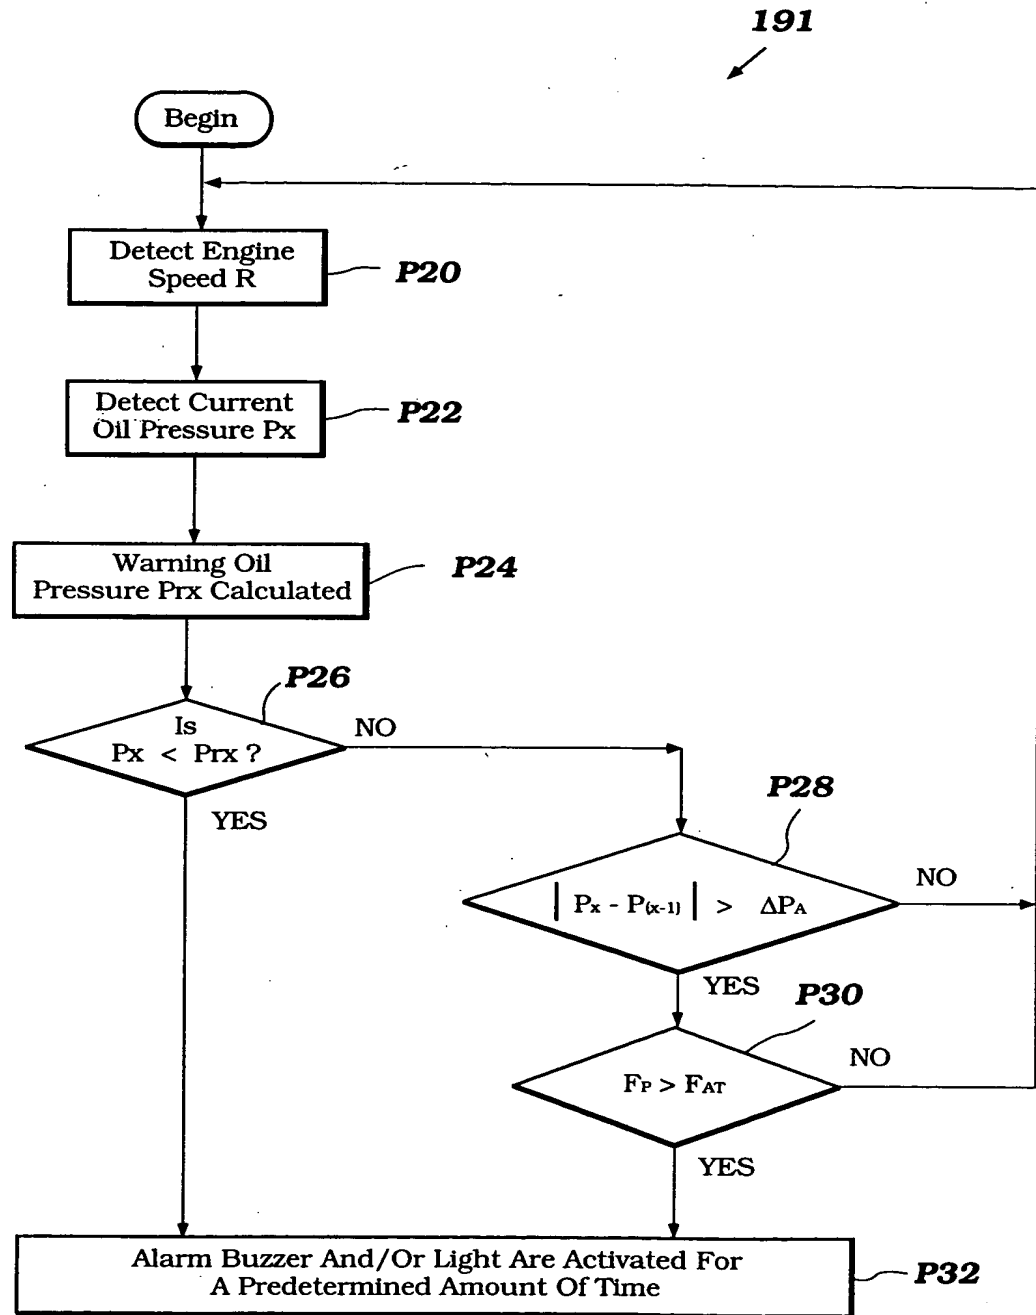 191
Begin
Detect Engine
Speed R
P20
Detect Current
Oil Pressure Px
P22
Warning Oil
Pressure Prx Calculated
P24
P26
Is
Px < Prx ?
NO
YES
P28
| Px - P(x-1) | > ΔPA
NO
YES
P30
FP > FAT
NO
YES
Alarm Buzzer And/Or Light Are Activated For
A Predetermined Amount Of Time
P32